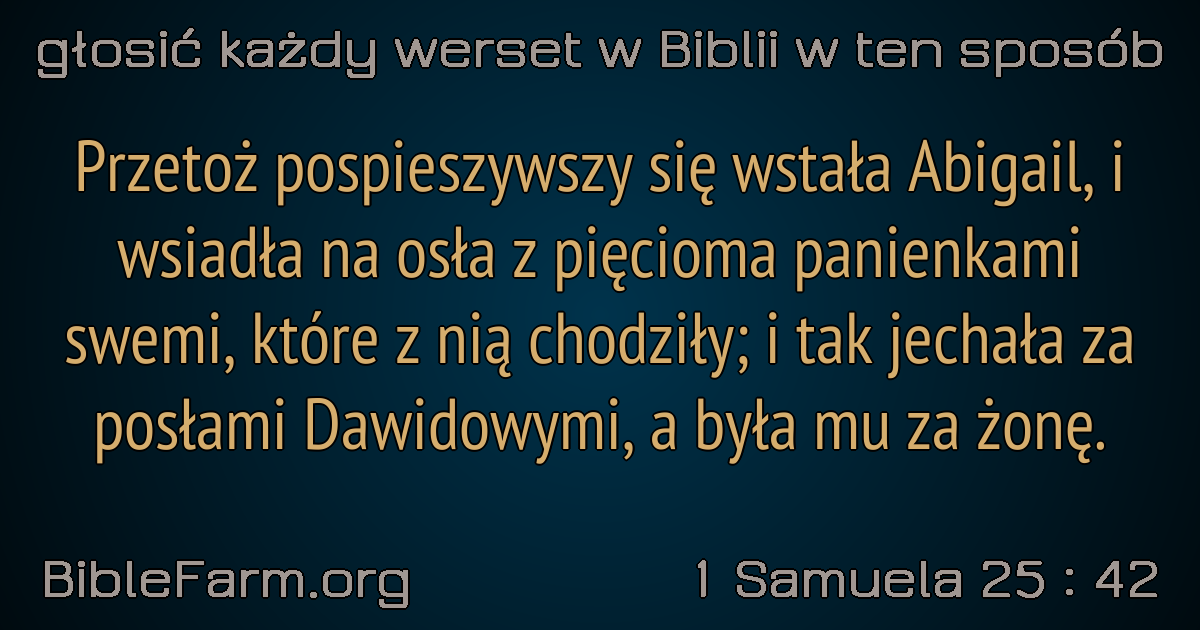 głosić każdy werset w Biblii w ten sposób
Przetoż pospieszywszy się wstała Abigail, i
wsiadła na osła z pięcioma panienkami
swemi, które z nią chodziły; i tak jechała za
posłami Dawidowymi, a była mu za żonę.
BibleFarm.org
1 Samuela 25 : 42